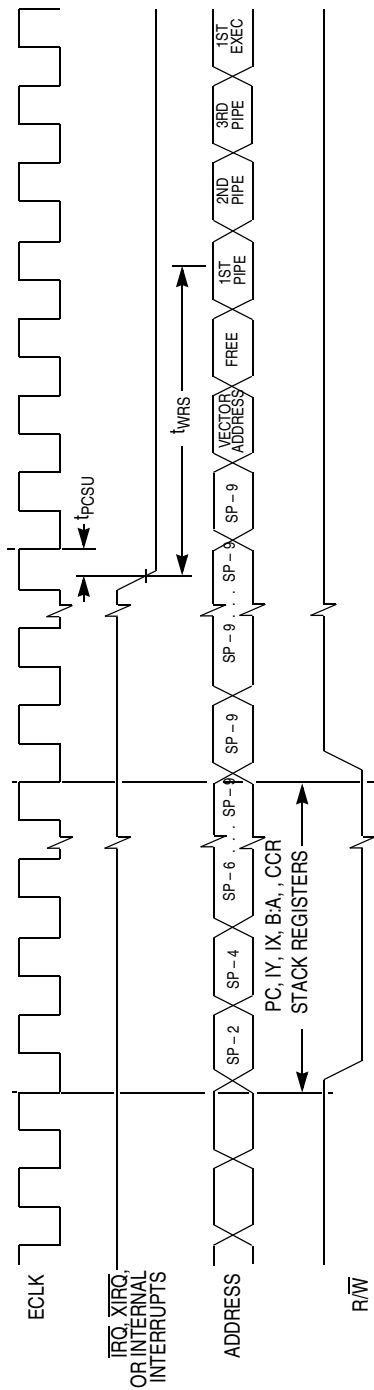 ECLK
t_PCSU
IRQ, XIRQ,
OR INTERNAL
INTERRUPTS
t_WRS
ADDRESS
SP – 2
SP – 4
SP – 6 . . . SP – 9
SP – 9
SP – 9 . . . SP – 9
SP – 9
VECTOR
ADDRESS
FREE
1ST
PIPE
2ND
PIPE
3RD
PIPE
1ST
EXEC
PC, IY, IX, B:A, , CCR
STACK REGISTERS
R/W